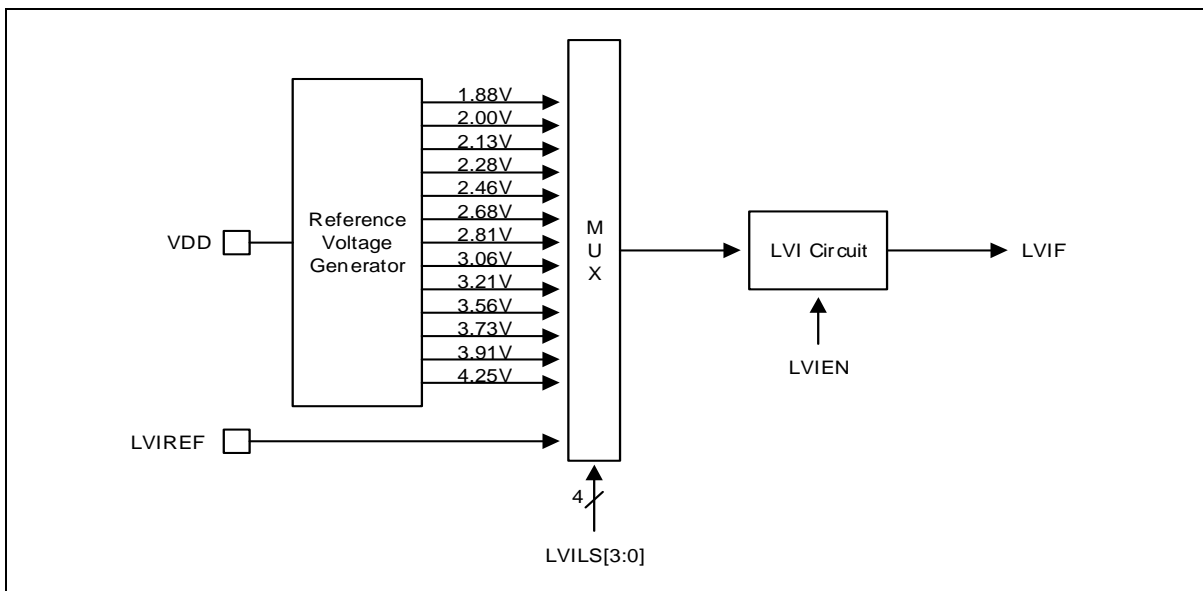 1.88V
2.00V
2.13V
2.28V
2.46V
2.68V
2.81V
3.06V
3.21V
3.56V
3.73V
3.91V
4.25V
VDD
Reference
Voltage
Generator
M
U
X
LVI Circuit
LVIF
LVIEN
LVIREF
4
LVILS[3:0]